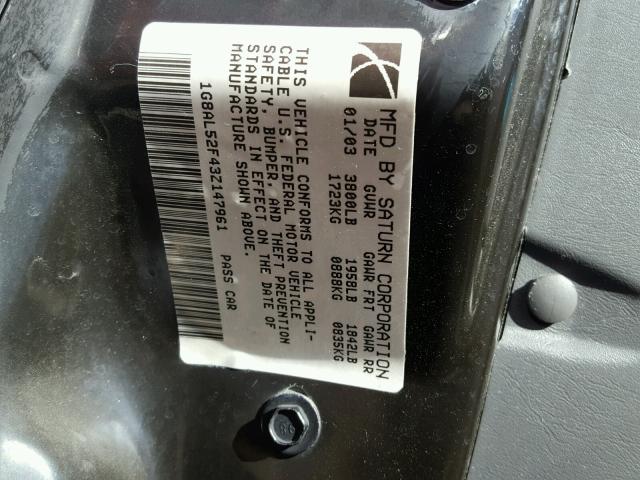 MFD BY SATURN CORPORATION
DATE GVWR GAWR FRT GAWR RR
01/03 3800LB 1958LB 1842LB
1723KG 0888KG 0835KG
THIS VEHICLE CONFORMS TO ALL APPLI-
CABLE U.S. FEDERAL MOTOR VEHICLE
SAFETY, BUMPER, AND THEFT PREVENTION
STANDARDS IN EFFECT ON THE DATE OF
MANUFACTURE SHOWN ABOVE.
1G8AL52F43Z147961 PASS CAR